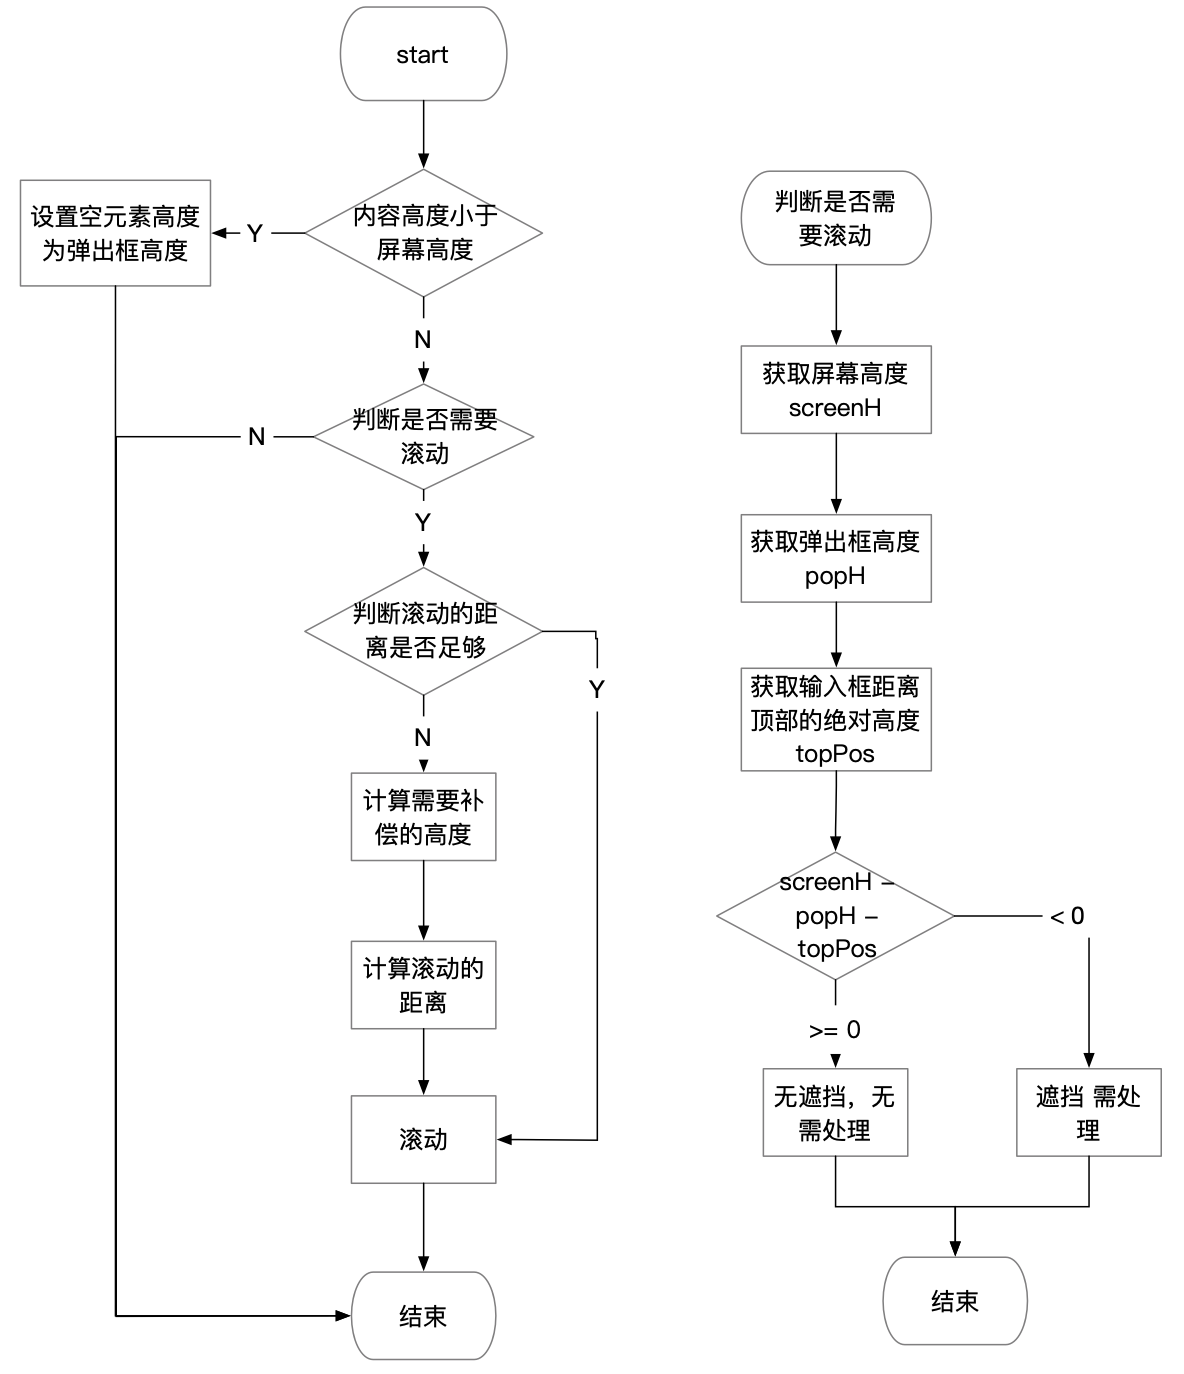 start
内容高度小于
屏幕高度
Y
设置空元素高度
为弹出框高度
N
判断是否需要
滚动
N
Y
判断滚动的距
离是否足够
Y
N
计算需要补
偿的高度
计算滚动的
距离
滚动
结束
判断是否需
要滚动
获取屏幕高度
screenH
获取弹出框高度
popH
获取输入框距离
顶部的绝对高度
topPos
screenH –
popH –
topPos
< 0
>= 0
无遮挡，无
需处理
遮挡 需处
理
结束